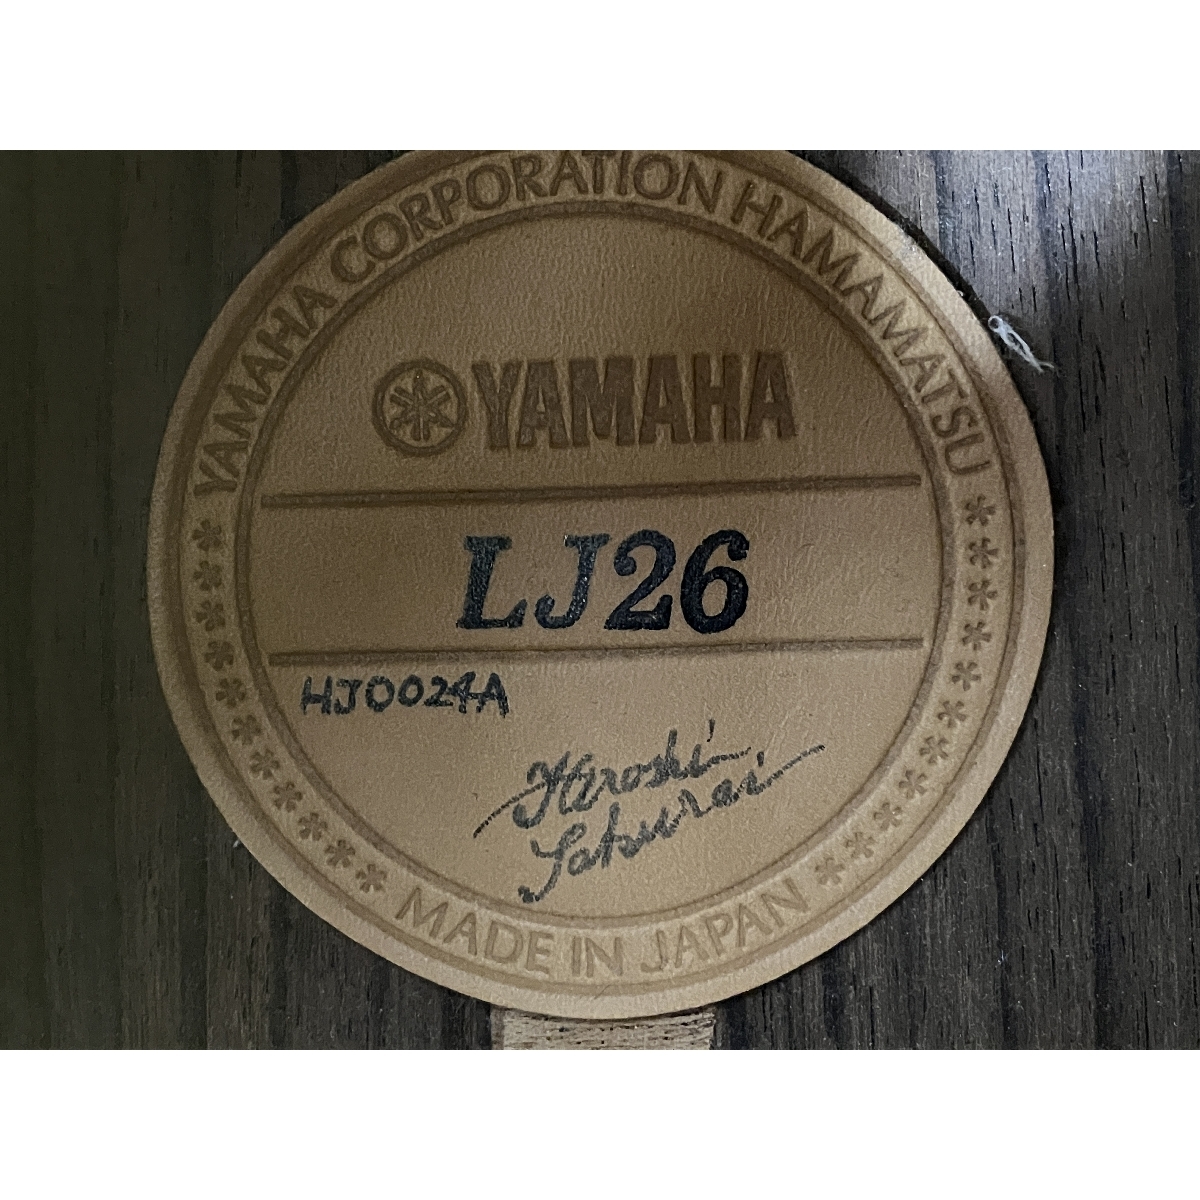 YAMAHA CORPORATION HAMAMATSU
YAMAHA
LJ26
HJ0024A
Hiroshi
Sakurai
MADE IN JAPAN